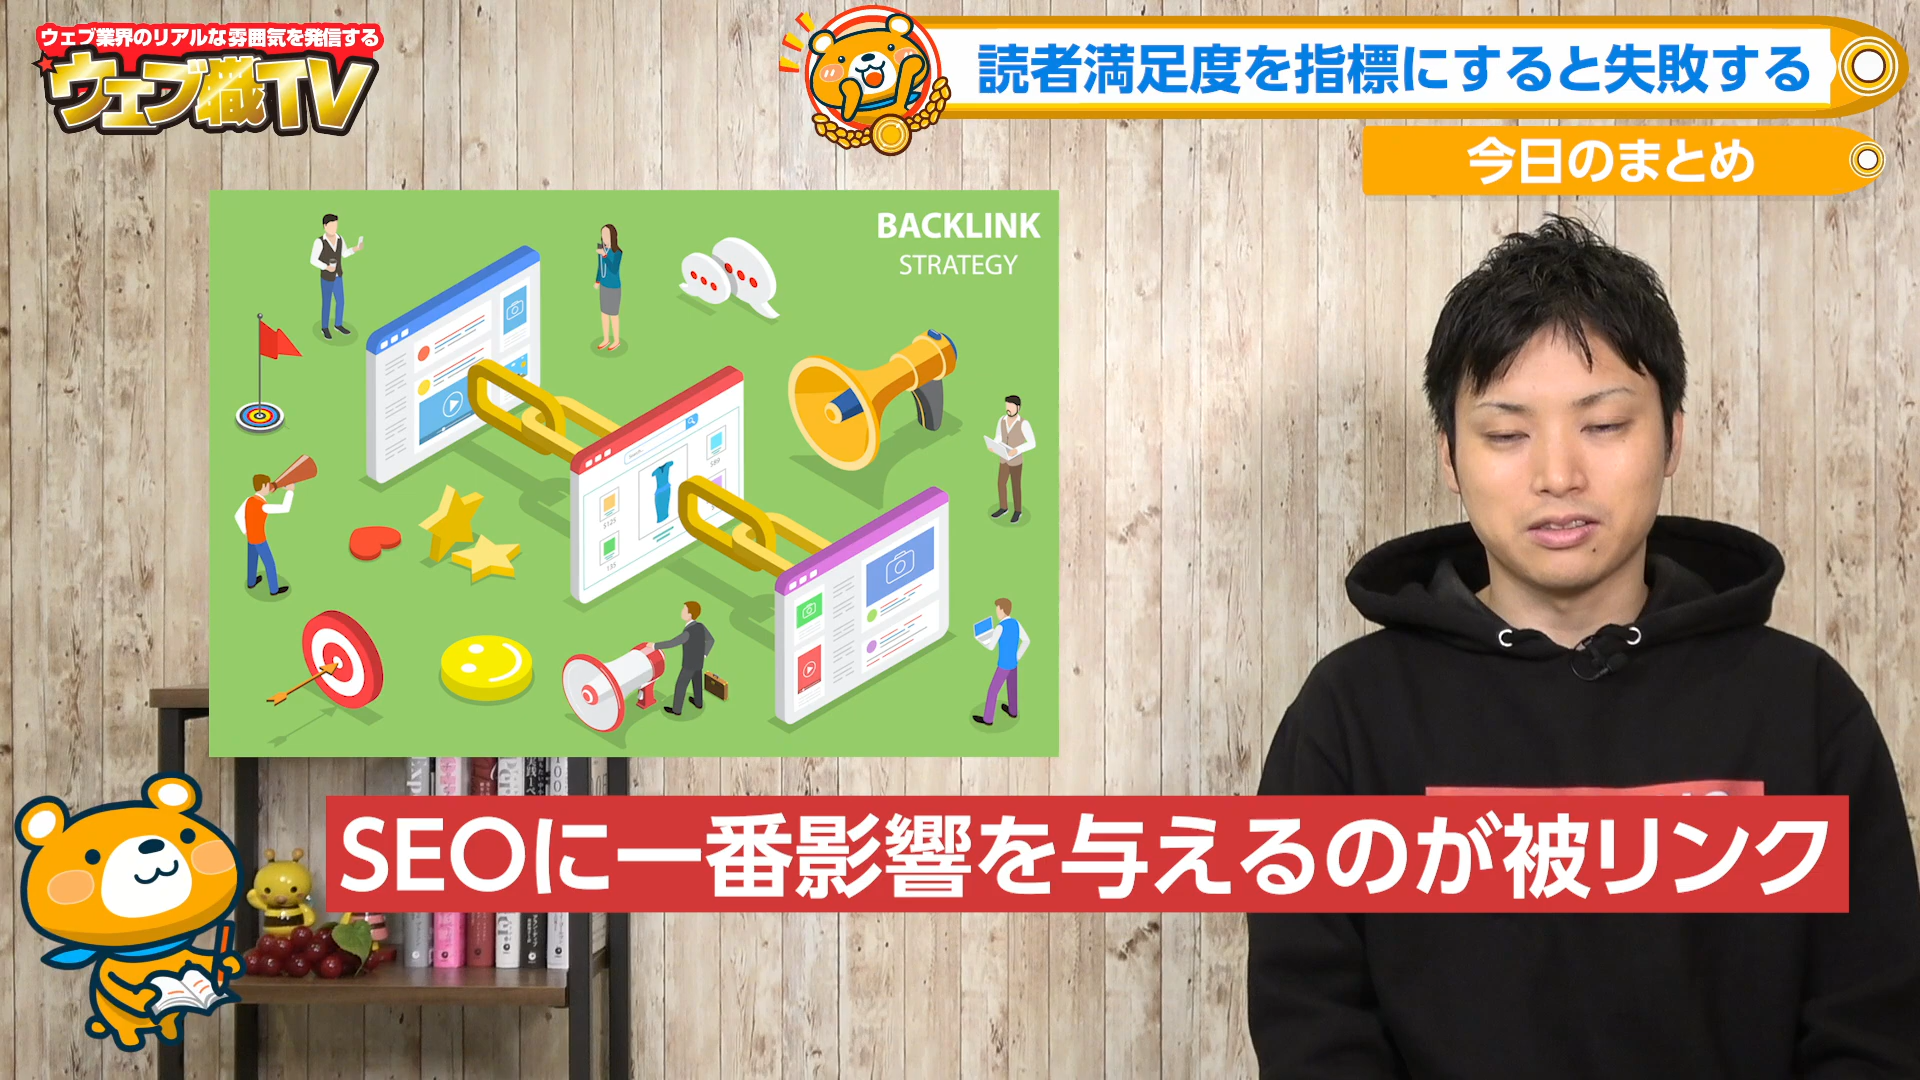 ウェブ業界のリアルな雰囲気を発信する
ウェブ職TV
読者満足度を指標にすると失敗する
今日のまとめ
BACKLINK
STRATEGY
SEOに一番影響を与えるのが被リンク